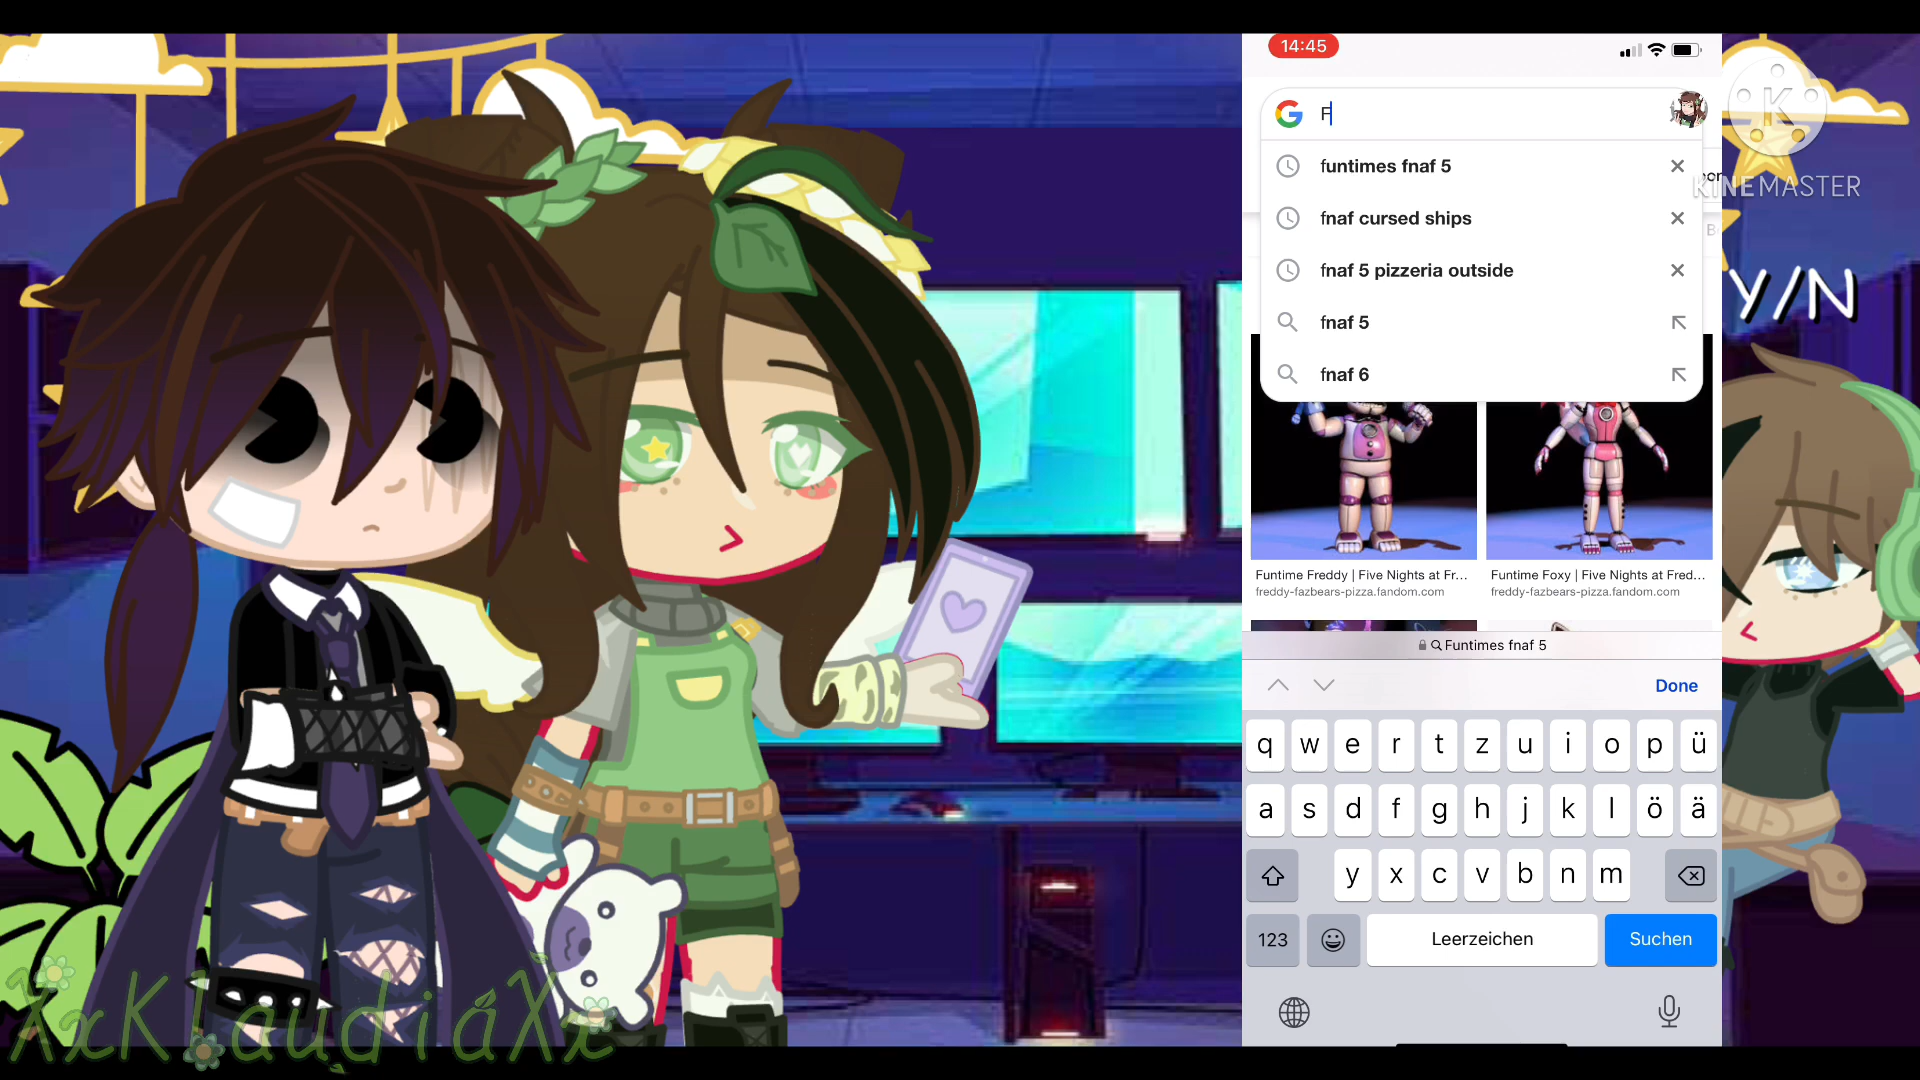 14:45
F
funtimes fnaf 5
fnaf cursed ships
fnaf 5 pizzeria outside
fnaf 5
fnaf 6
KINEMASTER
Y/N
Funtime Freddy | Five Nights at Fr...
freddy-fazbears-pizza.fandom.com
Funtime Foxy | Five Nights at Fred...
freddy-fazbears-pizza.fandom.com
Funtimes fnaf 5
Done
q w e r t z u i o p ü
a s d f g h j k l ö ä
y x c v b n m
123
Leerzeichen
Suchen
XxKlaudiáXx